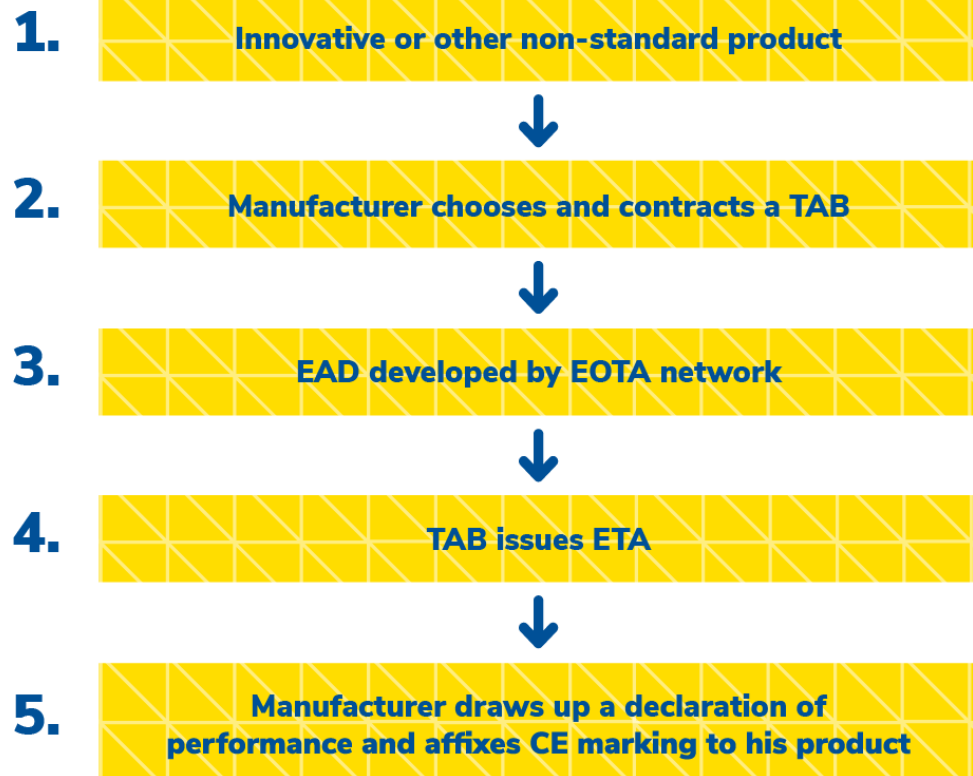 1.
Innovative or other non-standard product
2.
Manufacturer chooses and contracts a TAB
3.
EAD developed by EOTA network
4.
TAB issues ETA
5.
Manufacturer draws up a declaration of
performance and affixes CE marking to his product